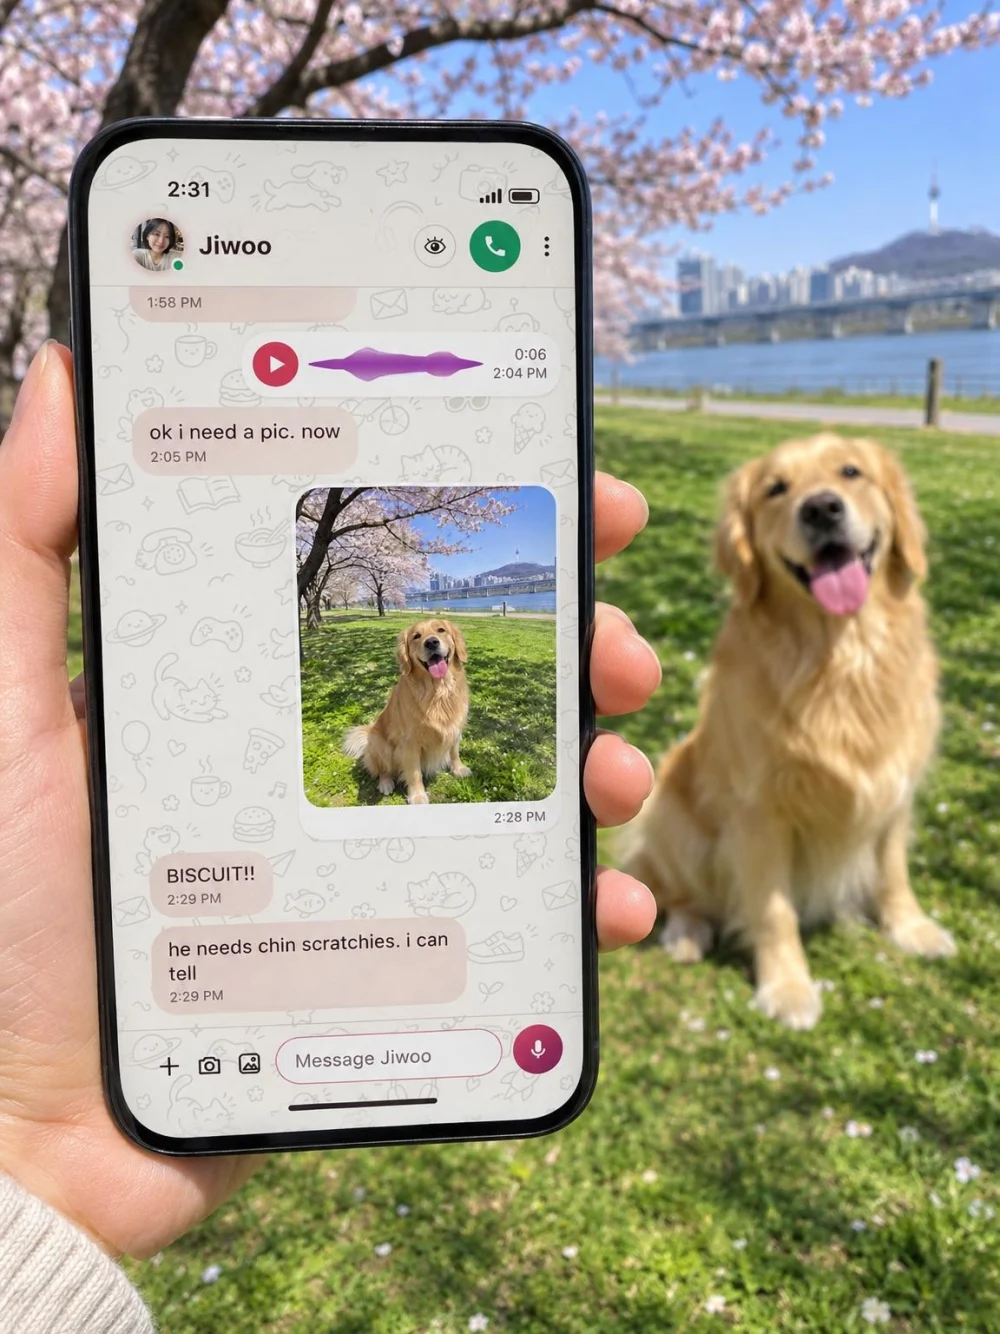 2:31
Jiwoo
1:58 PM
0:06
2:04 PM
ok i need a pic. now
2:05 PM
2:28 PM
BISCUIT!!
2:29 PM
he needs chin scratchies. i can
tell
2:29 PM
Message Jiwoo